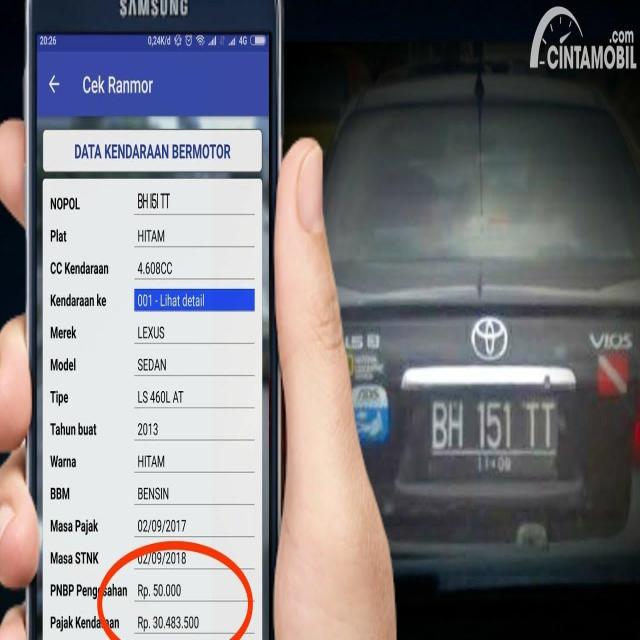 SAMSUNG
20:26 0,24K/d 4G
Cek Ranmor
DATA KENDARAAN BERMOTOR
NOPOL BH 151 TT
Plat HITAM
CC Kendaraan 4.608CC
Kendaraan ke 001 - Lihat detail
Merek LEXUS
Model SEDAN
Tipe LS 460L AT
Tahun buat 2013
Warna HITAM
BBM BENSIN
Masa Pajak 02/09/2017
Masa STNK 02/09/2018
PNBP Pengesahan Rp. 50.000
Pajak Kendaraan Rp. 30.483.500
.com
CINTAMOBIL
VIOS
BH 151 TT
11·09